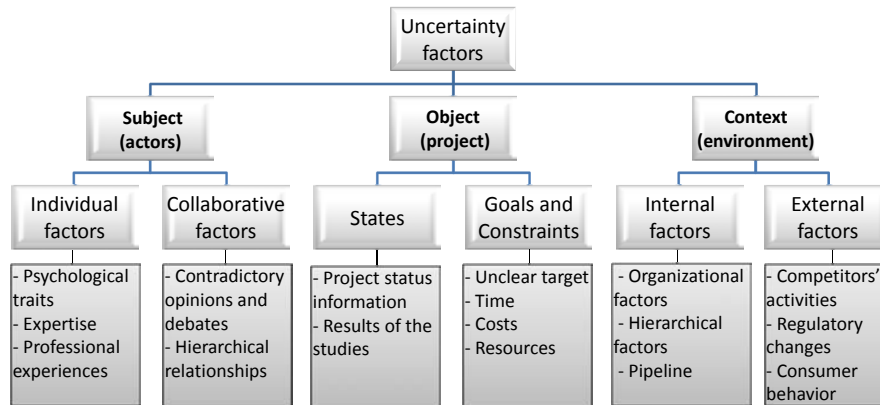 Uncertainty
factors
Subject
(actors)
Object
(project)
Context
(environment)
Individual
factors
Collaborative
factors
States
Goals and
Constraints
Internal
factors
External
factors
- Psychological
traits
- Expertise
- Professional
experiences
- Contradictory
opinions and
debates
- Hierarchical
relationships
- Project status
information
- Results of the
studies
- Unclear target
- Time
- Costs
- Resources
- Organizational
factors
- Hierarchical
factors
- Pipeline
- Competitors’
activities
- Regulatory
changes
- Consumer
behavior